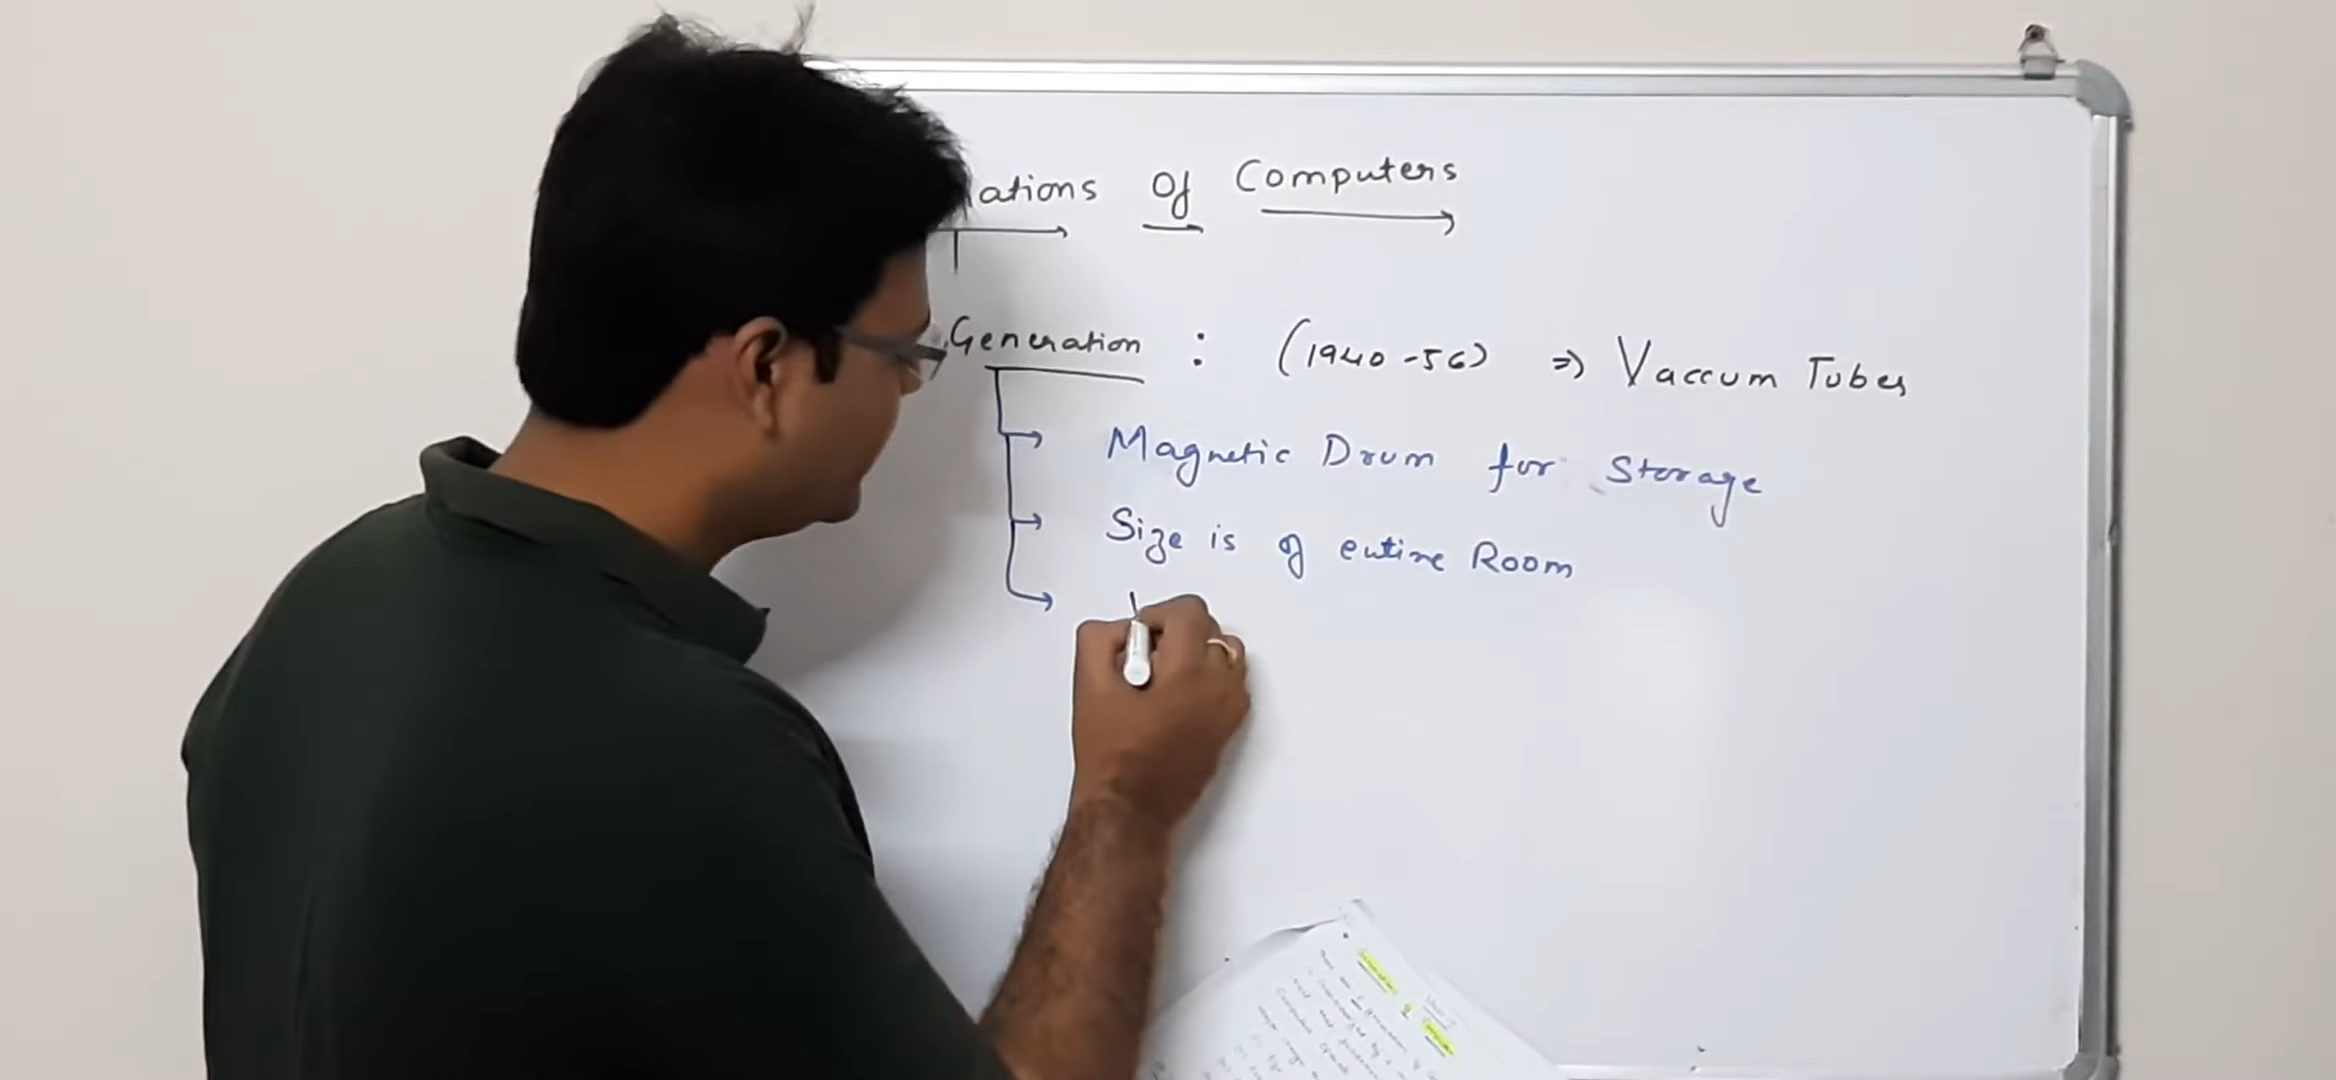 ations Of Computers
Generation : (1940-56) ⇒ Vaccum Tubes
Magnetic Drum for Storage
Size is of entire Room